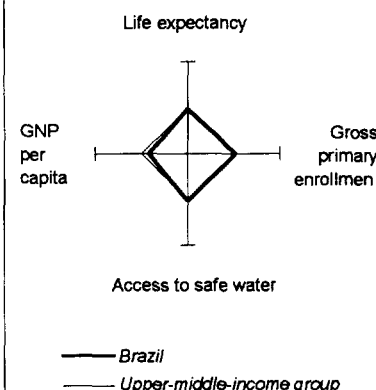 Life expectancy
GNP
per
capita
Gross
primary
enrollmen
Access to safe water
Brazil
Upper-middle-income group